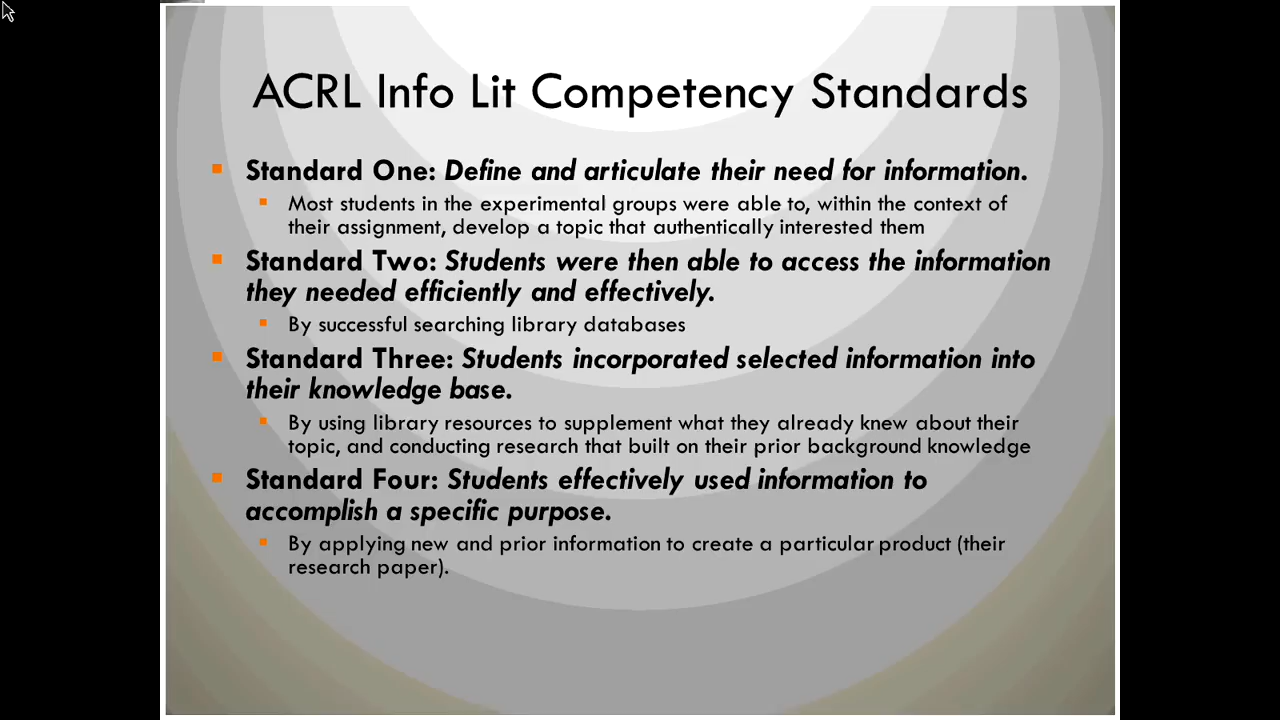 ACRL Info Lit Competency Standards
Standard One: Define and articulate their need for information.
Most students in the experimental groups were able to, within the context of
their assignment, develop a topic that authentically interested them
Standard Two: Students were then able to access the information
they needed efficiently and effectively.
By successful searching library databases
Standard Three: Students incorporated selected information into
their knowledge base.
By using library resources to supplement what they already knew about their
topic, and conducting research that built on their prior background knowledge
Standard Four: Students effectively used information to
accomplish a specific purpose.
By applying new and prior information to create a particular product (their
research paper).